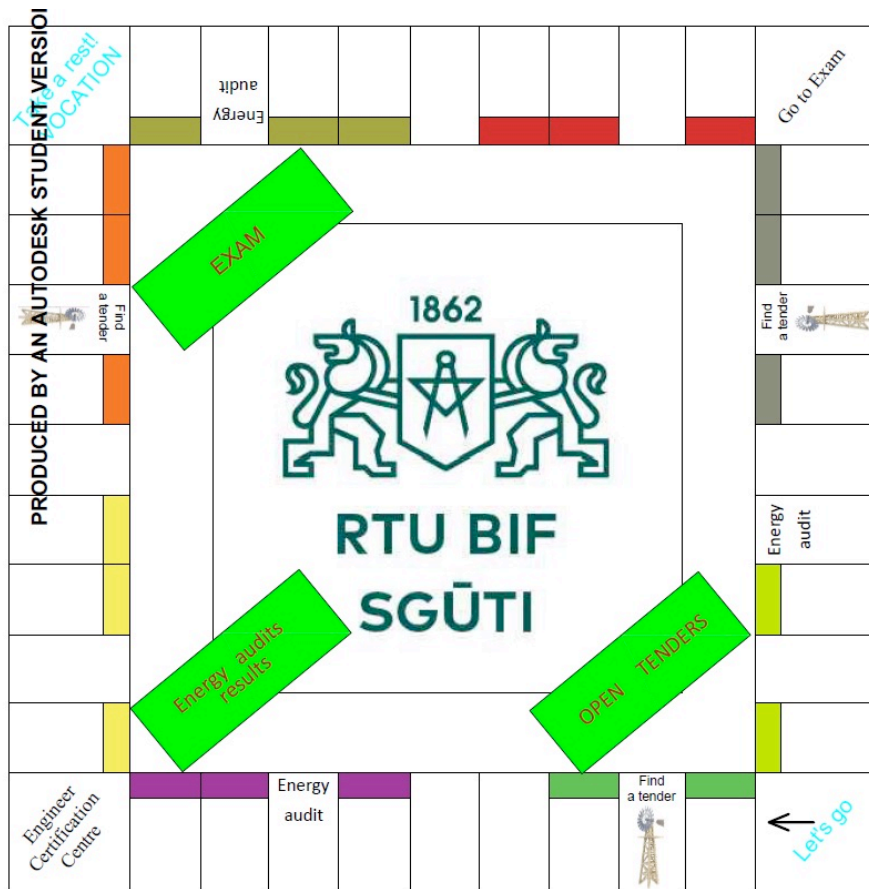 PRODUCED BY AN AUTODESK STUDENT VERSION
Take a rest!
VOCATION
Energy
audit
Go to Exam
EXAM
Find
a tender
Find
a tender
1862
RTU BIF
SGŪTI
Energy
audit
Energy audits
results
OPEN TENDERS
Engineer
Certification
Centre
Energy
audit
Find
a tender
Let's go